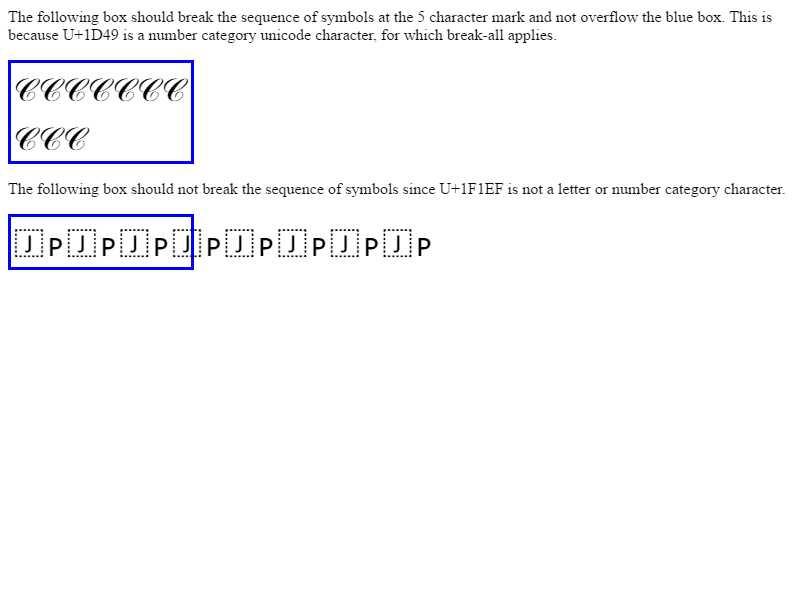 The following box should break the sequence of symbols at the 5 character mark and not overflow the blue box. This is
because U+1D49 is a number category unicode character, for which break-all applies.
𝒞𝒞𝒞𝒞𝒞𝒞𝒞
𝒞𝒞𝒞
The following box should not break the sequence of symbols since U+1F1EF is not a letter or number category character.
🇯P🇯P🇯P🇯P🇯P🇯P🇯P🇯P